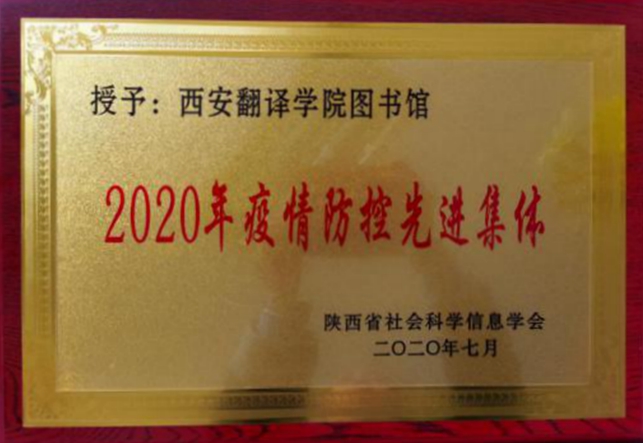 授予：西安翻译学院图书馆
2020年疫情防控先进集体
陕西省社会科学信息学会
二〇二〇年七月